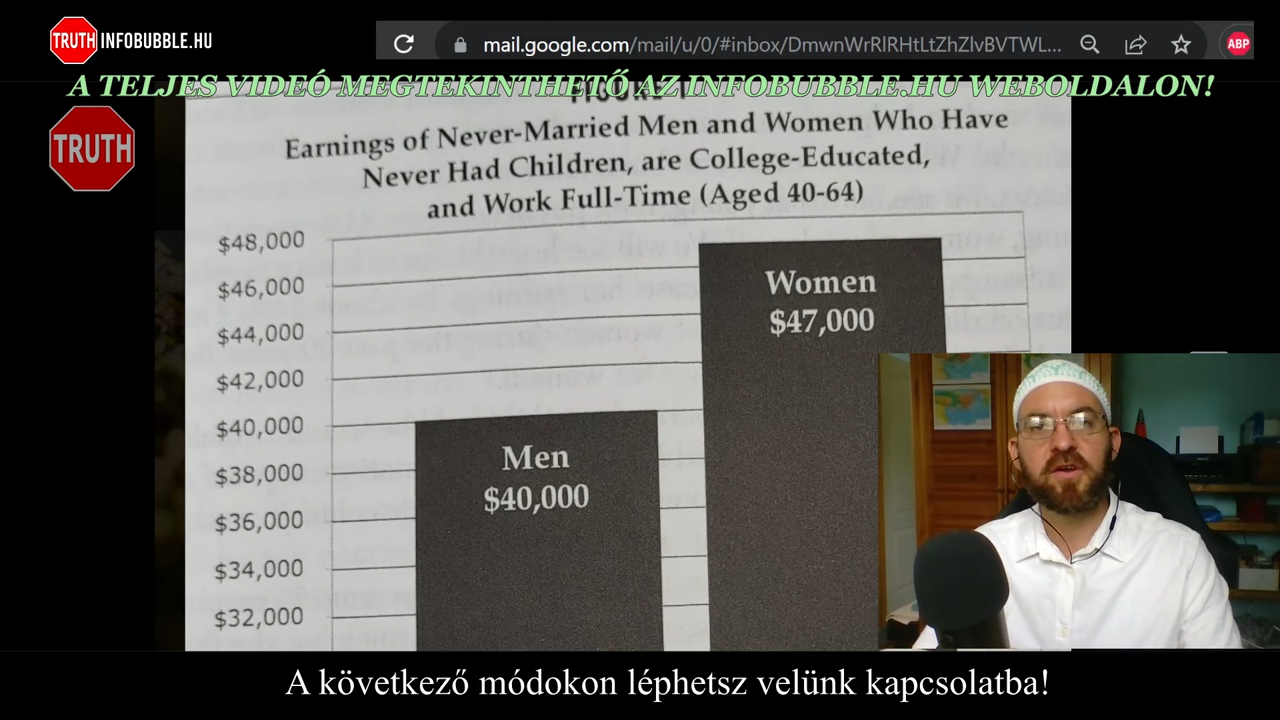 TRUTH INFOBUBBLE.HU
mail.google.com/mail/u/0/#inbox/DmwnWrRlRHtLtZhZlvBVTWL...
ABP
A TELJES VIDEÓ MEGTEKINTHETŐ AZ INFOBUBBLE.HU WEBOLDALON!
TRUTH
Earnings of Never-Married Men and Women Who Have
Never Had Children, are College-Educated,
and Work Full-Time (Aged 40-64)
$48,000
$46,000
$44,000
$42,000
$40,000
$38,000
$36,000
$34,000
$32,000
Women
$47,000
Men
$40,000
A következő módokon léphetsz velünk kapcsolatba!